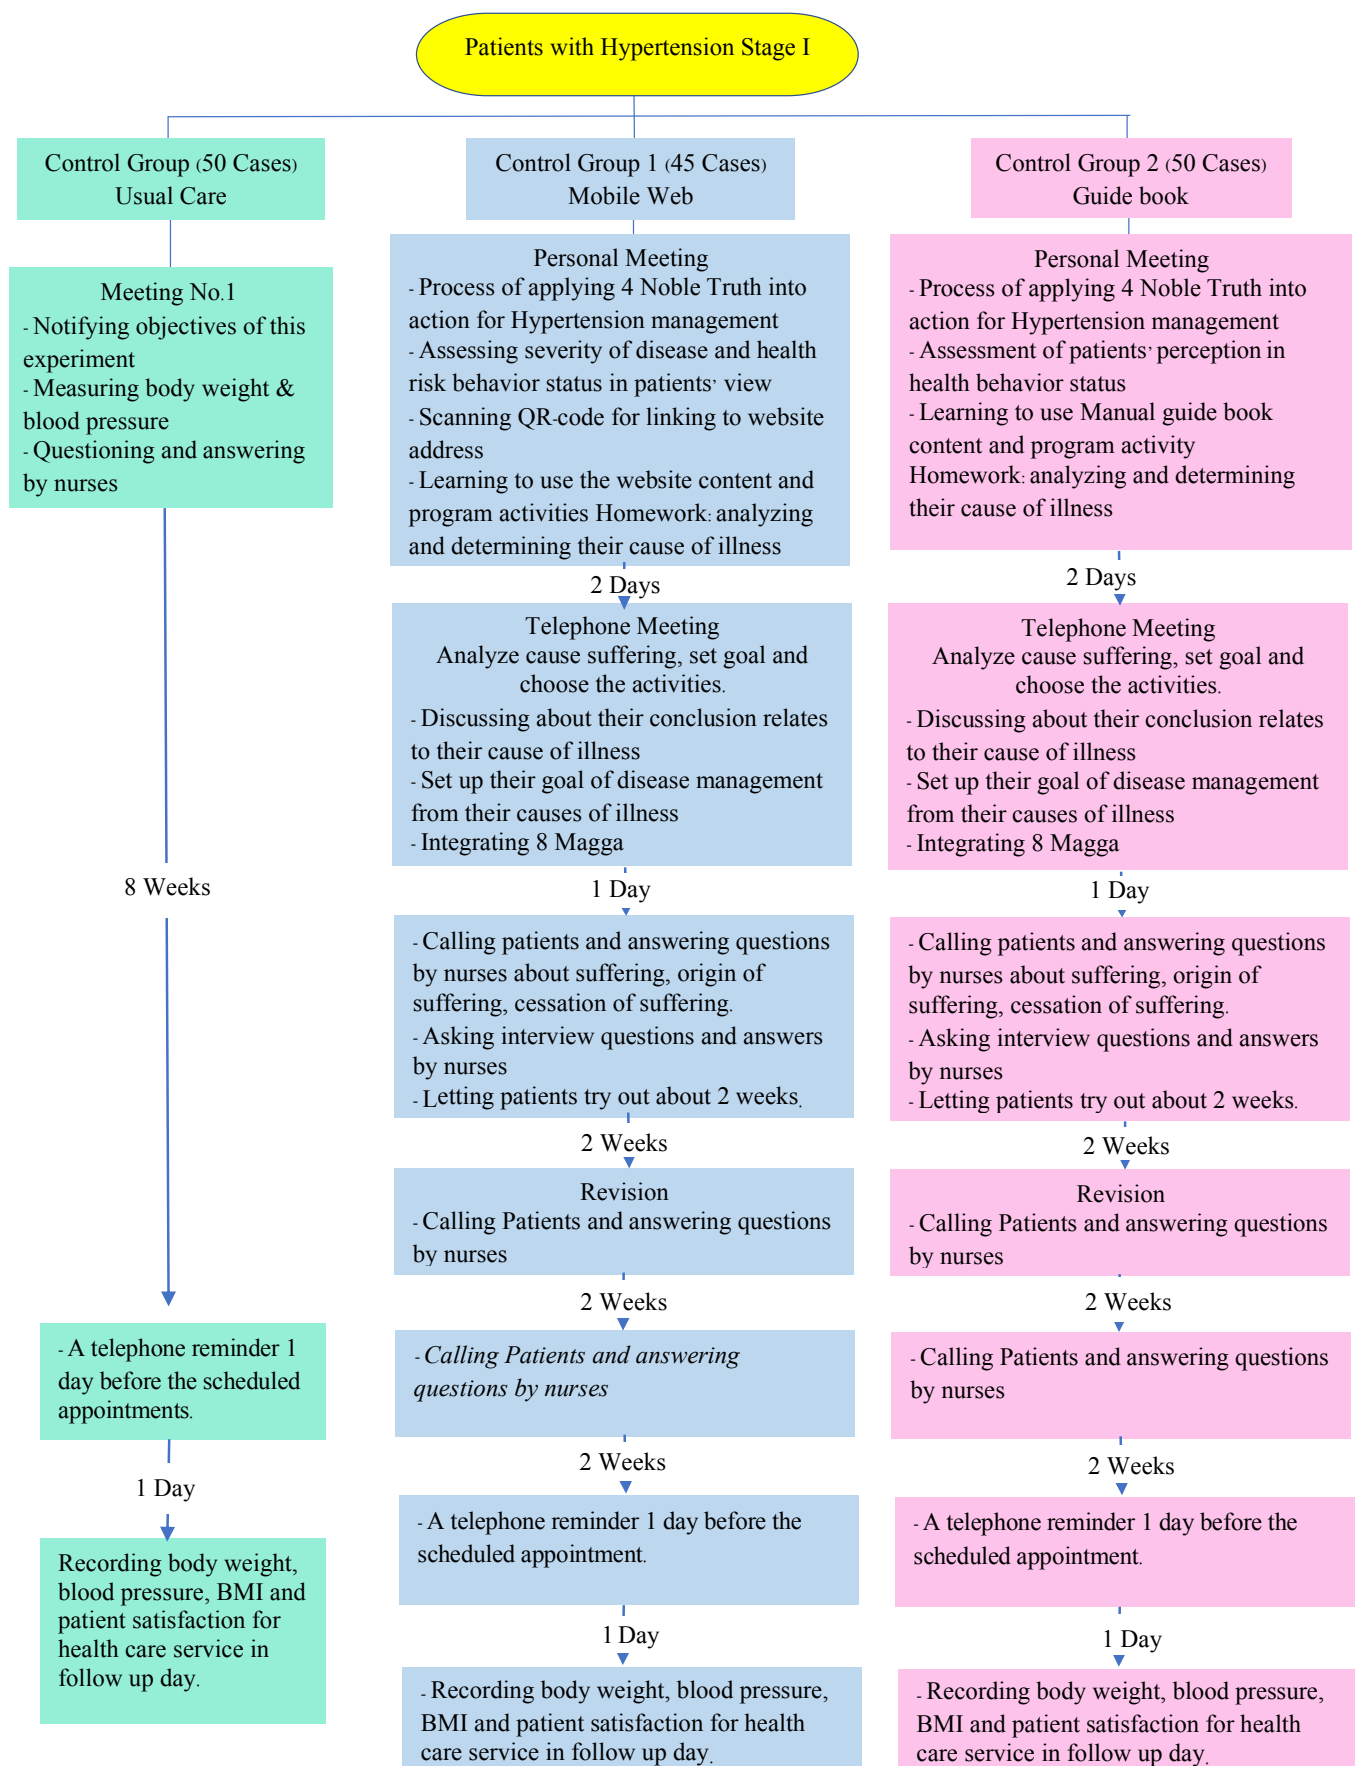 Patients with Hypertension Stage I
Control Group (50 Cases)
Usual Care
Meeting No.1
- Notifying objectives of this
experiment
- Measuring body weight &
blood pressure
- Questioning and answering
by nurses
8 Weeks
- A telephone reminder 1
day before the scheduled
appointments.
1 Day
Recording body weight,
blood pressure, BMI and
patient satisfaction for
health care service in
follow up day.
Control Group 1 (45 Cases)
Mobile Web
Personal Meeting
- Process of applying 4 Noble Truth into
action for Hypertension management
- Assessing severity of disease and health
risk behavior status in patients' view
- Scanning QR-code for linking to website
address
- Learning to use the website content and
program activities Homework: analyzing
and determining their cause of illness
2 Days
Telephone Meeting
Analyze cause suffering, set goal and
choose the activities.
- Discussing about their conclusion relates
to their cause of illness
- Set up their goal of disease management
from their causes of illness
- Integrating 8 Magga
1 Day
- Calling patients and answering questions
by nurses about suffering, origin of
suffering, cessation of suffering.
- Asking interview questions and answers
by nurses
- Letting patients try out about 2 weeks.
2 Weeks
Revision
- Calling Patients and answering questions
by nurses
2 Weeks
- Calling Patients and answering
questions by nurses
2 Weeks
- A telephone reminder 1 day before the
scheduled appointment.
1 Day
- Recording body weight, blood pressure,
BMI and patient satisfaction for health
care service in follow up day.
Control Group 2 (50 Cases)
Guide book
Personal Meeting
- Process of applying 4 Noble Truth into
action for Hypertension management
- Assessment of patients' perception in
health behavior status
- Learning to use Manual guide book
content and program activity
Homework: analyzing and determining
their cause of illness
2 Days
Telephone Meeting
Analyze cause suffering, set goal and
choose the activities.
- Discussing about their conclusion relates
to their cause of illness
- Set up their goal of disease management
from their causes of illness
- Integrating 8 Magga
1 Day
- Calling patients and answering questions
by nurses about suffering, origin of
suffering, cessation of suffering.
- Asking interview questions and answers
by nurses
- Letting patients try out about 2 weeks.
2 Weeks
Revision
- Calling Patients and answering questions
by nurses
2 Weeks
- Calling Patients and answering questions
by nurses
2 Weeks
- A telephone reminder 1 day before the
scheduled appointment.
1 Day
- Recording body weight, blood pressure,
BMI and patient satisfaction for health
care service in follow up day.